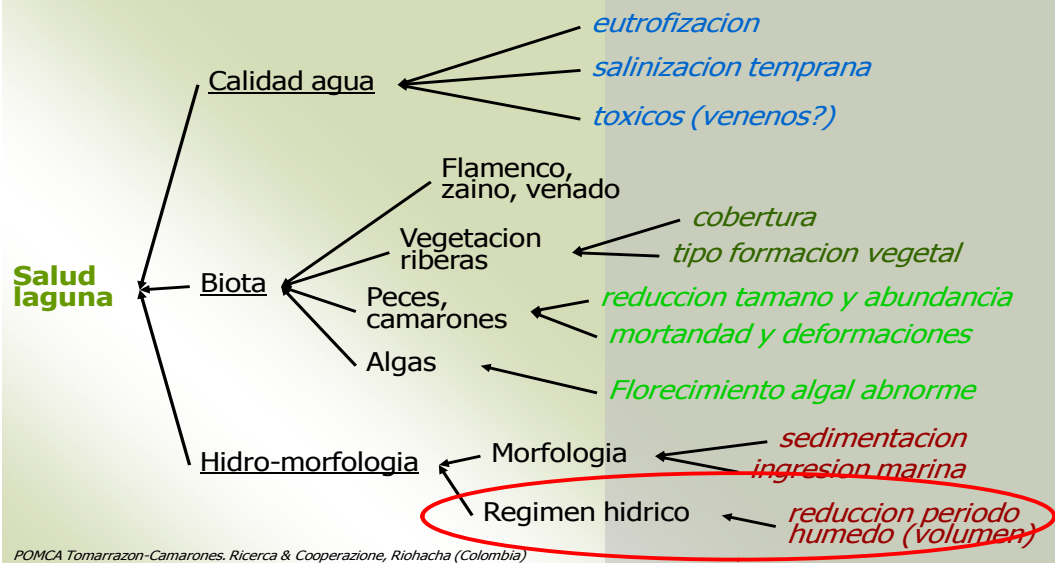 eutrofizacion
Calidad agua
salinizacion temprana
toxicos (venenos?)
Flamenco,
zaino, venado
cobertura
Vegetacion
riberas
tipo formacion vegetal
Salud
laguna
Biota
Peces,
camarones
reduccion tamano y abundancia
mortandad y deformaciones
Algas
Florecimiento algal abnorme
sedimentacion
Hidro-morfologia
Morfologia
ingresion marina
Regimen hidrico
reduccion periodo
humedo (volumen)
POMCA Tomarrazon-Camarones. Ricerca & Cooperazione, Riohacha (Colombia)